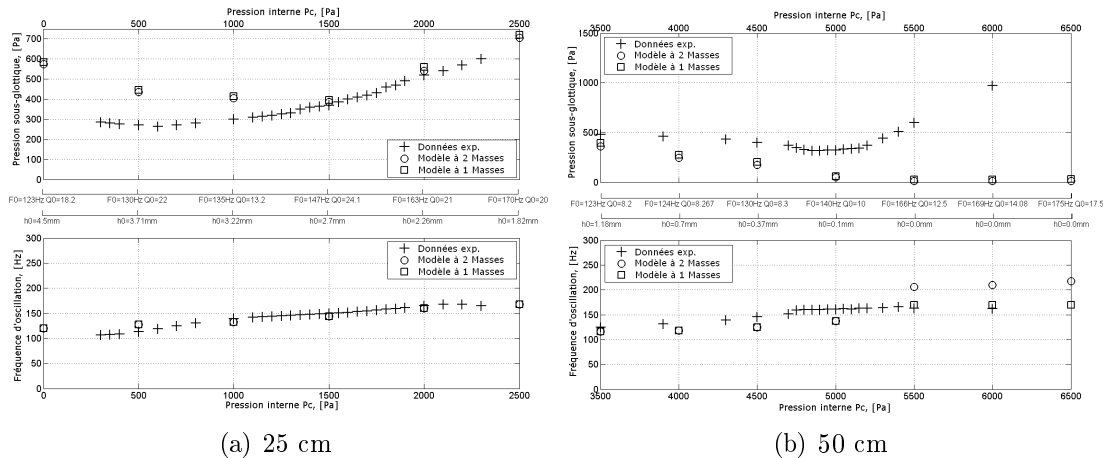 Pression interne Pc, [Pa]
0 500 1000 1500 2000 2500
Pression sous-glottique, [Pa]
700
600
500
400
300
200
100
0
Données exp.
Modèle à 2 Masses
Modèle à 1 Masses
F0=123Hz Q0=18.2 F0=130Hz Q0=22 F0=135Hz Q0=13.2 F0=147Hz Q0=24.1 F0=163Hz Q0=21 F0=170Hz Q0=20
h0=4.5mm h0=3.71mm h0=3.22mm h0=2.7mm h0=2.26mm h0=1.82mm
Fréquence d'oscillation, [Hz]
300
250
200
150
100
50
0
Données exp.
Modèle à 2 Masses
Modèle à 1 Masses
0 500 1000 1500 2000 2500
Pression interne Pc, [Pa]
(a) 25 cm
Pression interne Pc, [Pa]
3500 4000 4500 5000 5500 6000 6500
Pression sous-glottique, [Pa]
1500
1000
500
0
Données exp.
Modèle à 2 Masses
Modèle à 1 Masses
F0=123Hz Q0=8.2 F0=124Hz Q0=8.267 F0=130Hz Q0=8.3 F0=140Hz Q0=10 F0=166Hz Q0=12.5 F0=169Hz Q0=14.08 F0=175Hz Q0=17.5
h0=1.18mm h0=0.7mm h0=0.37mm h0=0.1mm h0=0.0mm h0=0.0mm h0=0.0mm
Fréquence d'oscillation, [Hz]
300
250
200
150
100
50
0
Données exp.
Modèle à 2 Masses
Modèle à 1 Masses
3500 4000 4500 5000 5500 6000 6500
Pression interne Pc, [Pa]
(b) 50 cm